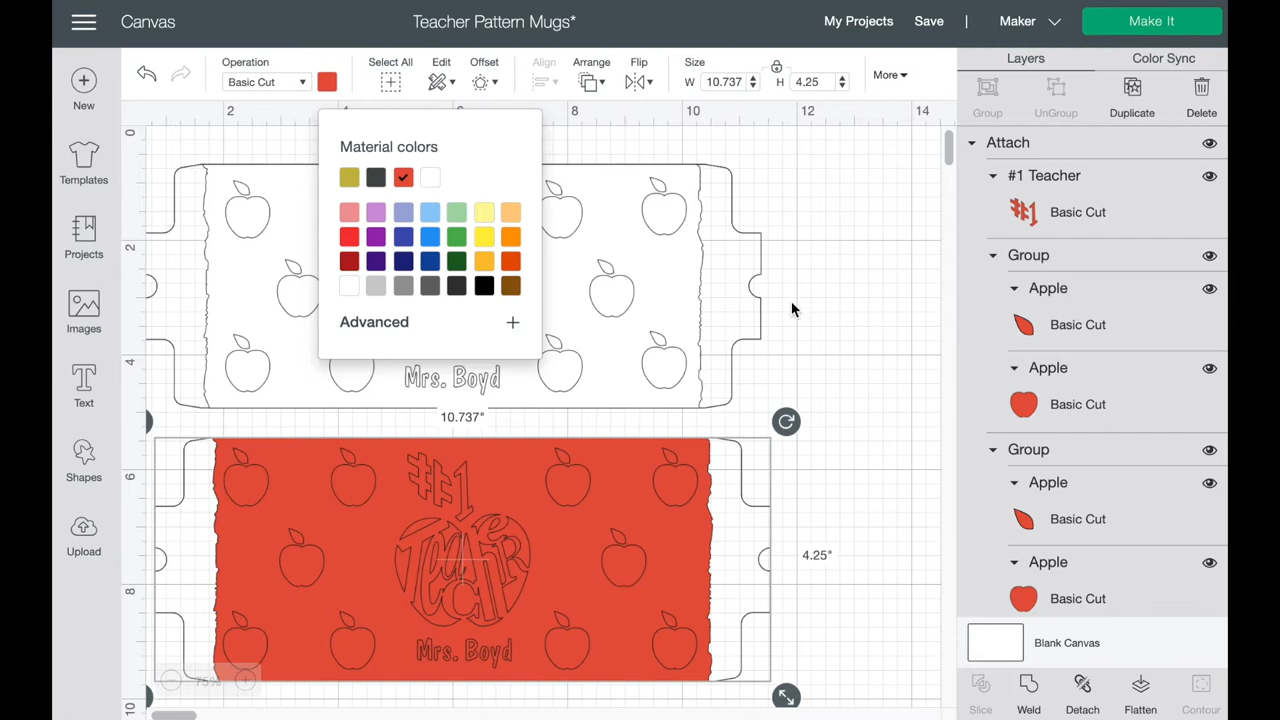 Canvas
Teacher Pattern Mugs*
My Projects Save | Maker Make It
Operation
Basic Cut
Select All Edit Offset Align Arrange Flip Size
W 10.737 H 4.25
More
Layers Color Sync
Group UnGroup Duplicate Delete
New
Templates
Projects
Images
Text
Shapes
Upload
2 4 6 8 10 12 14
0
2
4
6
8
10
Material colors
Advanced
Mrs. Boyd
10.737"
#1
Teacher
Mrs. Boyd
4.25"
75%
Attach
#1 Teacher
Basic Cut
Group
Apple
Basic Cut
Apple
Basic Cut
Group
Apple
Basic Cut
Apple
Basic Cut
Blank Canvas
Slice Weld Detach Flatten Contour